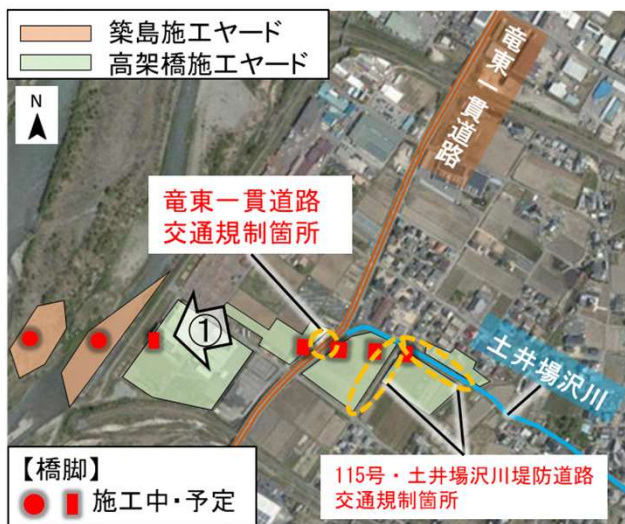 築島施工ヤード
高架橋施工ヤード
N
竜東一貫道路
竜東一貫道路
交通規制箇所
①
土井場沢川
115号・土井場沢川堤防道路
交通規制箇所
【橋脚】
施工中・予定